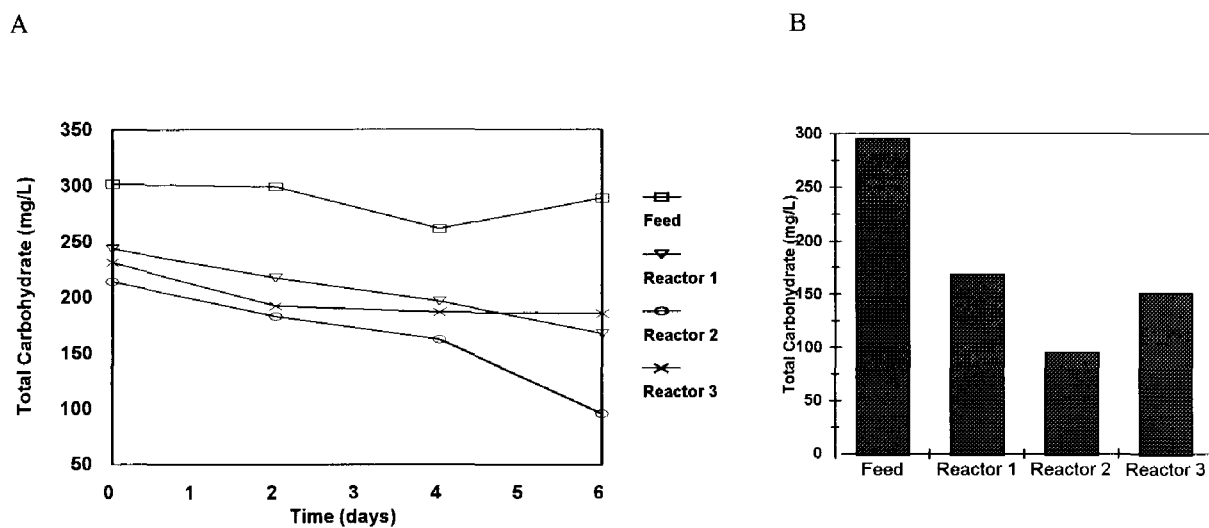 A
B
350
300
250
200
150
100
50
Total Carbohydrate (mg/L)
0 1 2 3 4 5 6
Time (days)
Feed
Reactor 1
Reactor 2
Reactor 3
300
250
200
150
100
50
0
Total Carbohydrate (mg/L)
Feed Reactor 1 Reactor 2 Reactor 3